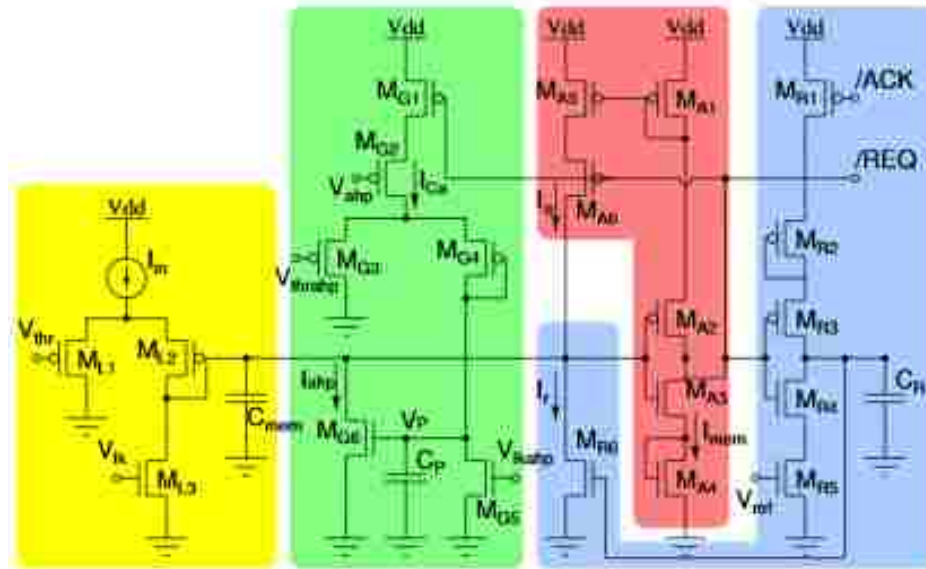 Vdd
Vdd
Vdd
Vdd
/ACK
MG1
MA5
MA1
MR1
MG2
/REQ
Vahp
ICa
MA6
Vdd
MR2
Iin
MG3
MG4
Vthrahp
MA2
MR3
Vthr
ML1
ML2
Iahp
Ir
MA3
CR
Cmem
MR4
MG6
VP
MR6
Imem
Vlk
CP
Vlkahp
ML3
MA4
MR5
Vref
MG5